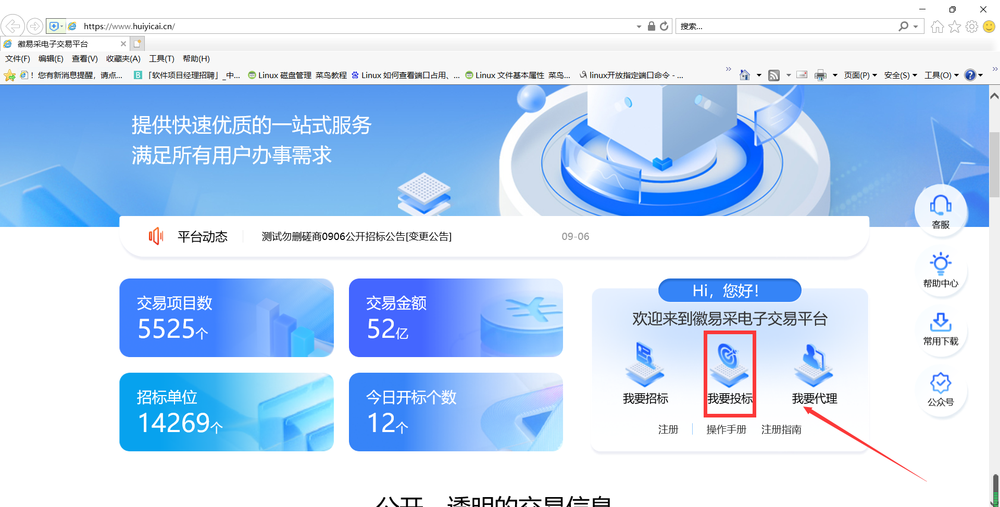 https://www.huiyicai.cn/
搜索...
徽易采电子交易平台
文件(F) 编辑(E) 查看(V) 收藏夹(A) 工具(T) 帮助(H)
！您有新消息提醒，请点... 「软件项目经理招聘」_中... Linux 磁盘管理 菜鸟教程 Linux 如何查看端口占用、... Linux 文件基本属性 菜鸟... linux开放指定端口命令 - ... 页面(P) 安全(S) 工具(O)
提供快速优质的一站式服务
满足所有用户办事需求
客服
平台动态 测试勿删磋商0906公开招标公告[变更公告] 09-06
帮助中心
常用下载
公众号
交易项目数
5525个
交易金额
52亿
招标单位
14269个
今日开标个数
12个
Hi，您好！
欢迎来到徽易采电子交易平台
我要招标 我要投标 我要代理
注册 操作手册 注册指南
公开、透明的交易信息